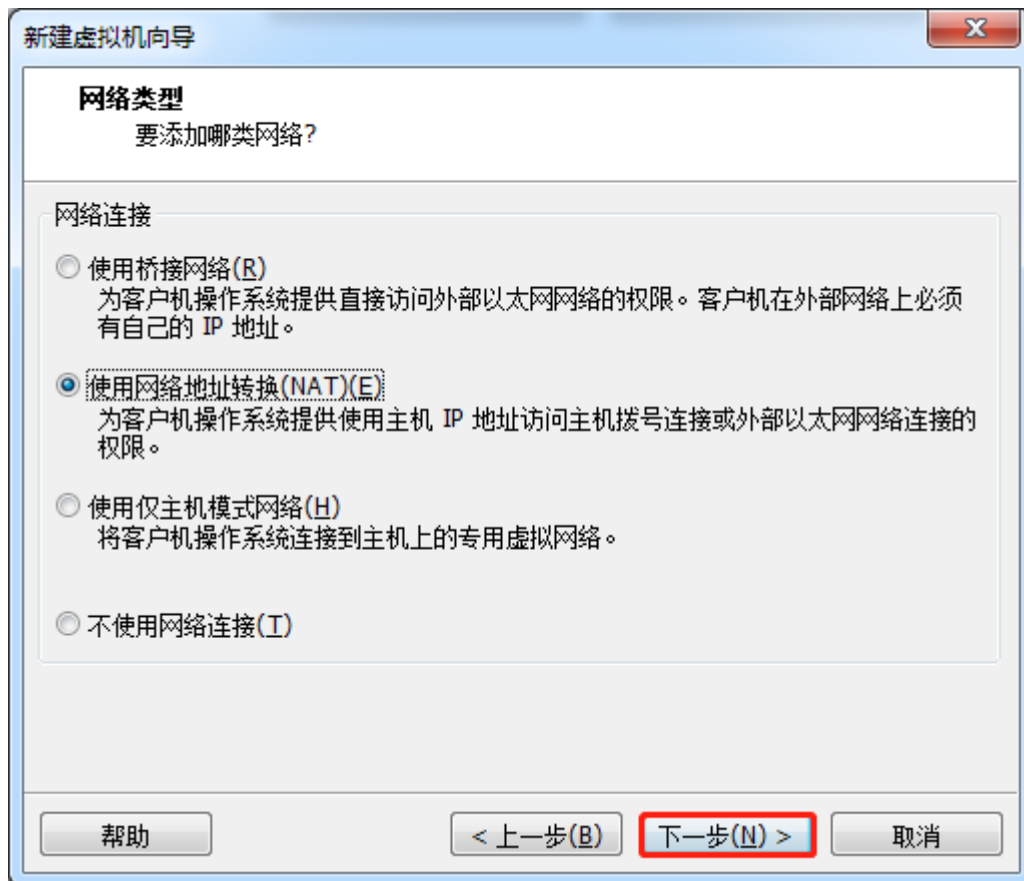 新建虚拟机向导
网络类型
要添加哪类网络?
网络连接
使用桥接网络(R)
为客户机操作系统提供直接访问外部以太网网络的权限。客户机在外部网络上必须
有自己的 IP 地址。
使用网络地址转换(NAT)(E)
为客户机操作系统提供使用主机 IP 地址访问主机拨号连接或外部以太网网络连接的
权限。
使用仅主机模式网络(H)
将客户机操作系统连接到主机上的专用虚拟网络。
不使用网络连接(T)
帮助
< 上一步(B)
下一步(N) >
取消